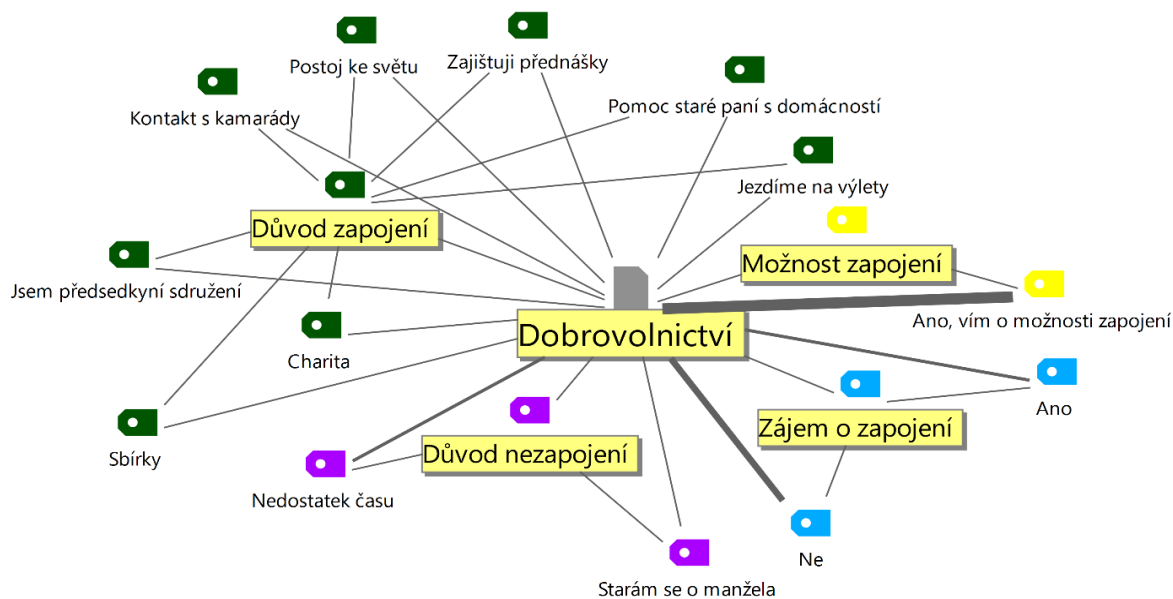 Zajištuji přednášky
Postoj ke světu
Pomoc staré paní s domácností
Kontakt s kamarády
Jezdíme na výlety
Důvod zapojení
Možnost zapojení
Jsem předsedkyní sdružení
Ano, vím o možnosti zapojení
Dobrovolnictví
Charita
Ano
Zájem o zapojení
Důvod nezapojení
Sbírky
Nedostatek času
Ne
Starám se o manžela